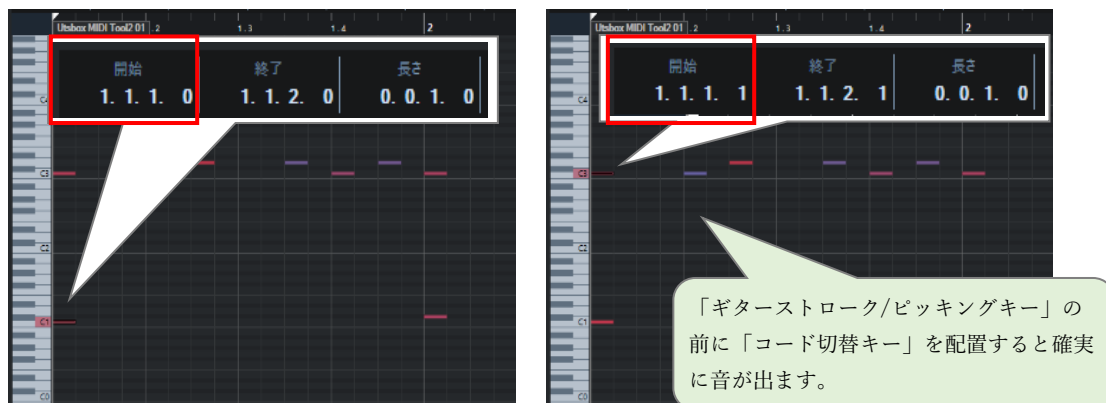 Utsbox MIDI Tool2 01 .2 1.3 1.4 2
開始 終了 長さ
1. 1. 1. 0 1. 1. 2. 0 0. 0. 1. 0
C4
C3
C2
C1
C0
Utsbox MIDI Tool2 01 .2 1.3 1.4 2
開始 終了 長さ
1. 1. 1. 1 1. 1. 2. 1 0. 0. 1. 0
C4
C3
C2
C1
C0
「ギターストローク/ピッキングキー」の
前に「コード切替キー」を配置すると確実
に音が出ます。